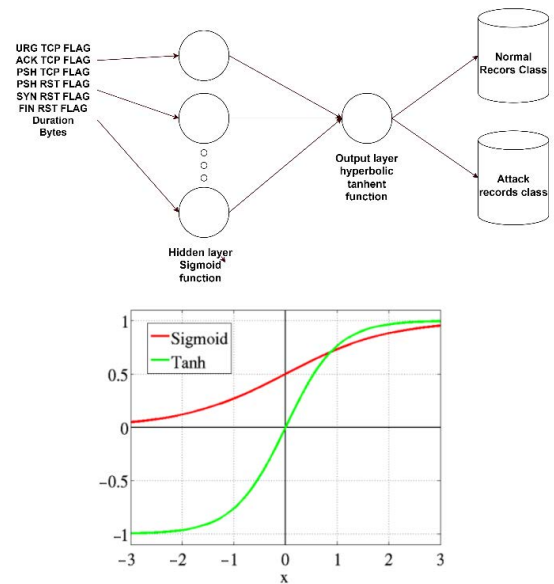 URG TCP FLAG
ACK TCP FLAG
PSH TCP FLAG
PSH RST FLAG
SYN RST FLAG
FIN RST FLAG
Duration
Bytes
Hidden layer
Sigmoid
function
Output layer
hyperbolic
tanhent
function
Normal
Recors Class
Attack
records class
Sigmoid
Tanh
1
0.5
0
−0.5
−1
−3 −2 −1 0 1 2 3
x